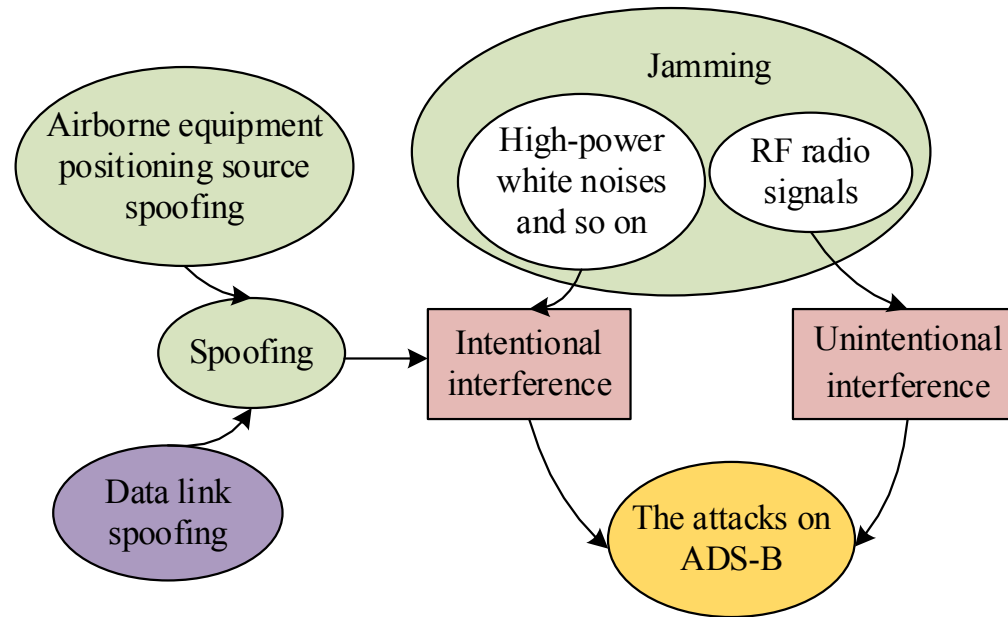 Jamming
Airborne equipment
positioning source
spoofing
High-power
white noises
and so on
RF radio
signals
Spoofing
Intentional
interference
Unintentional
interference
Data link
spoofing
The attacks on
ADS-B